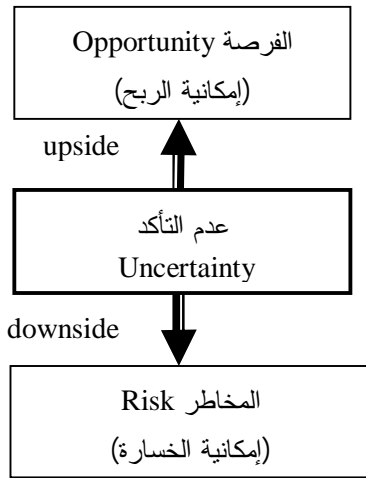 الفرصة Opportunity
(إمكانية الربح)
upside
عدم التأكد
Uncertainty
downside
المخاطر Risk
(إمكانية الخسارة)